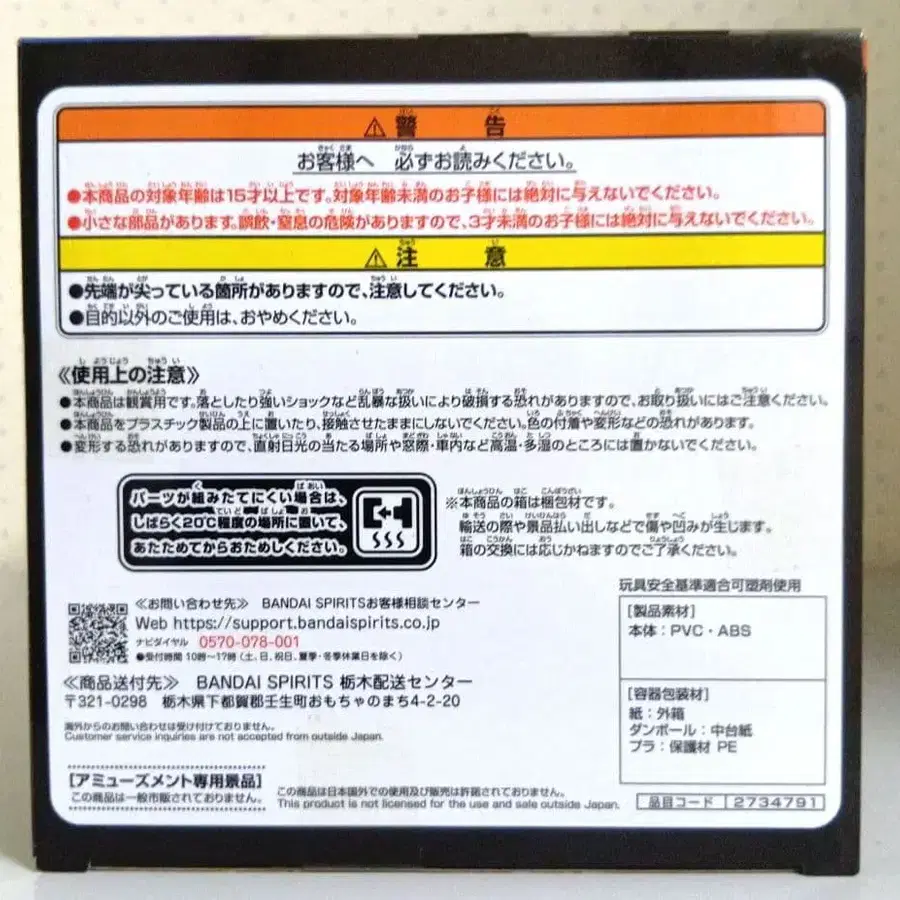 ⚠警　告
お客様へ 必ずお読みください。
●本商品の対象年齢は15才以上です。対象年齢未満のお子様には絶対に与えないでください。
●小さな部品があります。誤飲・窒息の危険がありますので、3才未満のお子様には絶対に与えないでください。
⚠注　意
●先端が尖っている箇所がありますので、注意してください。
●目的以外のご使用は、おやめください。
《使用上の注意》
●本商品は観賞用です。落としたり強いショックなど乱暴な扱いにより破損する恐れがありますので、お取り扱いにはご注意ください。
●本商品をプラスチック製品の上に置いたり、接触させたままにしないでください。色の付着や変形などの恐れがあります。
●変形する恐れがありますので、直射日光の当たる場所や窓際・車内など高温・多湿のところには置かないでください。
パーツが組みたてにくい場合は、
しばらく20℃程度の場所に置いて、
あたためてからおためしください。
※本商品の箱は梱包材です。
輸送の際や景品払い出しなどで傷や凹みが生じます。
箱の交換には応じかねますのでご了承ください。
玩具安全基準適合可塑剤使用
[製品素材]
本体：PVC・ABS
[容器包装材]
紙：外箱
ダンボール：中台紙
プラ：保護材 PE
《お問い合わせ先》 BANDAI SPIRITSお客様相談センター
Web https://support.bandaispirits.co.jp
ナビダイヤル 0570-078-001
●受付時間 10時〜17時（土、日、祝日、夏季・冬季休業日を除く）
《商品送付先》 BANDAI SPIRITS 栃木配送センター
〒321-0298 栃木県下都賀郡壬生町おもちゃのまち4-2-20
海外からのお問い合わせは受け付けておりません。
Customer service inquiries are not accepted from outside Japan.
[アミューズメント専用景品]
この商品は一般市販されておりません。
この商品は日本国外での使用及び販売は許諾されておりません。
This product is not licensed for the use and sale outside Japan.
品目コード 2734791